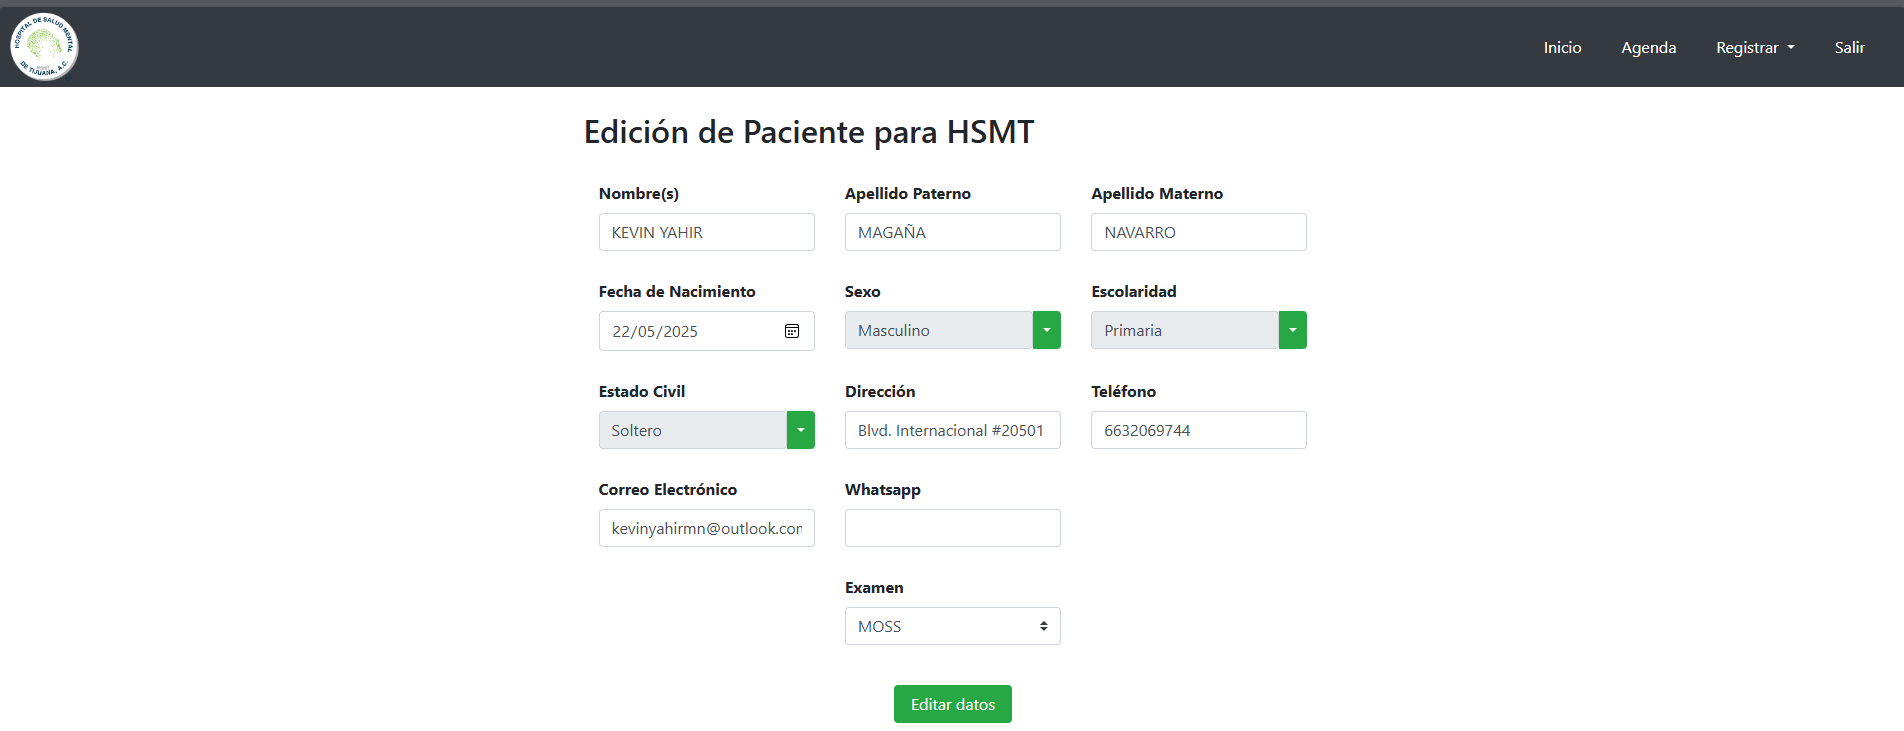 HOSPITAL DE SALUD MENTAL
DE TIJUANA, A.C.
Inicio
Agenda
Registrar
Salir
Edición de Paciente para HSMT
Nombre(s)
Apellido Paterno
Apellido Materno
KEVIN YAHIR
MAGAÑA
NAVARRO
Fecha de Nacimiento
Sexo
Escolaridad
22/05/2025
Masculino
Primaria
Estado Civil
Dirección
Teléfono
Soltero
Blvd. Internacional #20501
6632069744
Correo Electrónico
Whatsapp
kevinyahirmn@outlook.com
Examen
MOSS
Editar datos